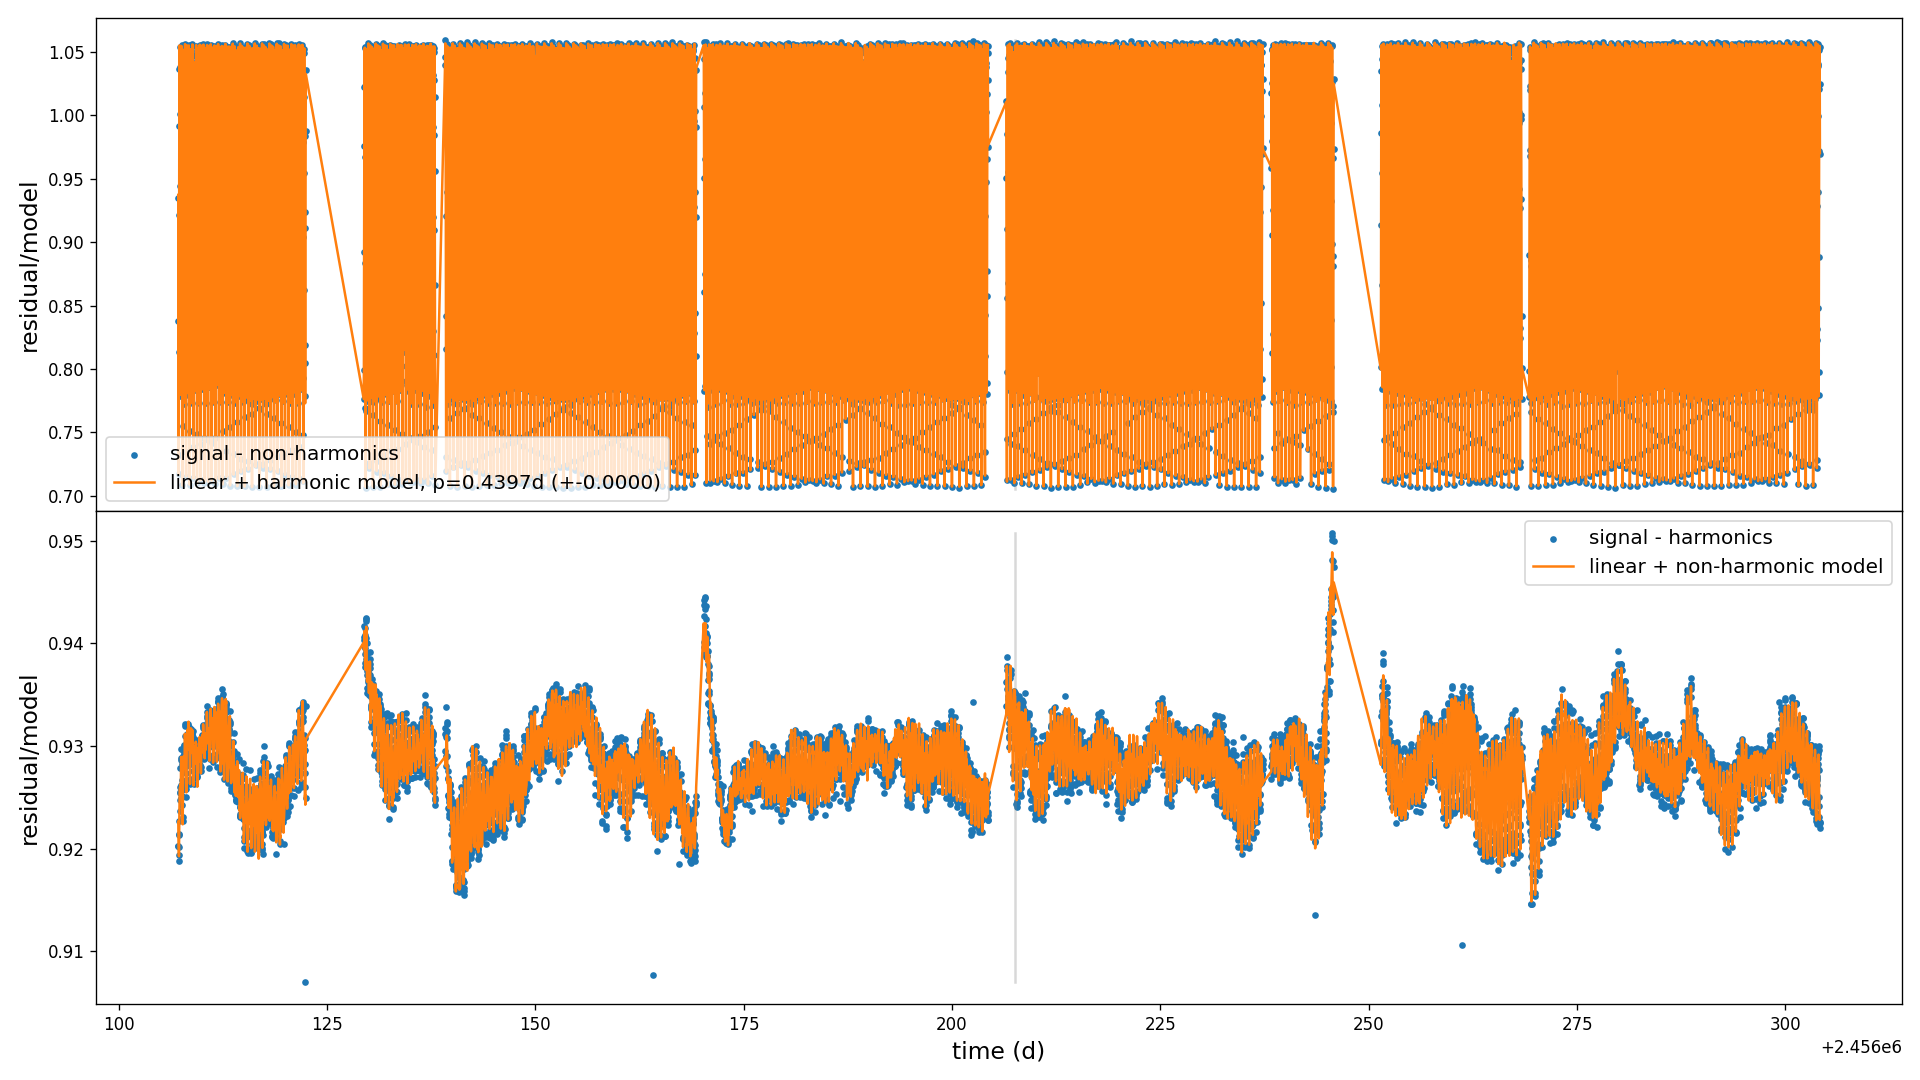 1.05
1.00
0.95
0.90
0.85
0.80
0.75
0.70
residual/model
signal - non-harmonics
linear + harmonic model, p=0.4397d (+-0.0000)
0.95
0.94
0.93
0.92
0.91
residual/model
signal - harmonics
linear + non-harmonic model
100 125 150 175 200 225 250 275 300
time (d)
+2.456e6